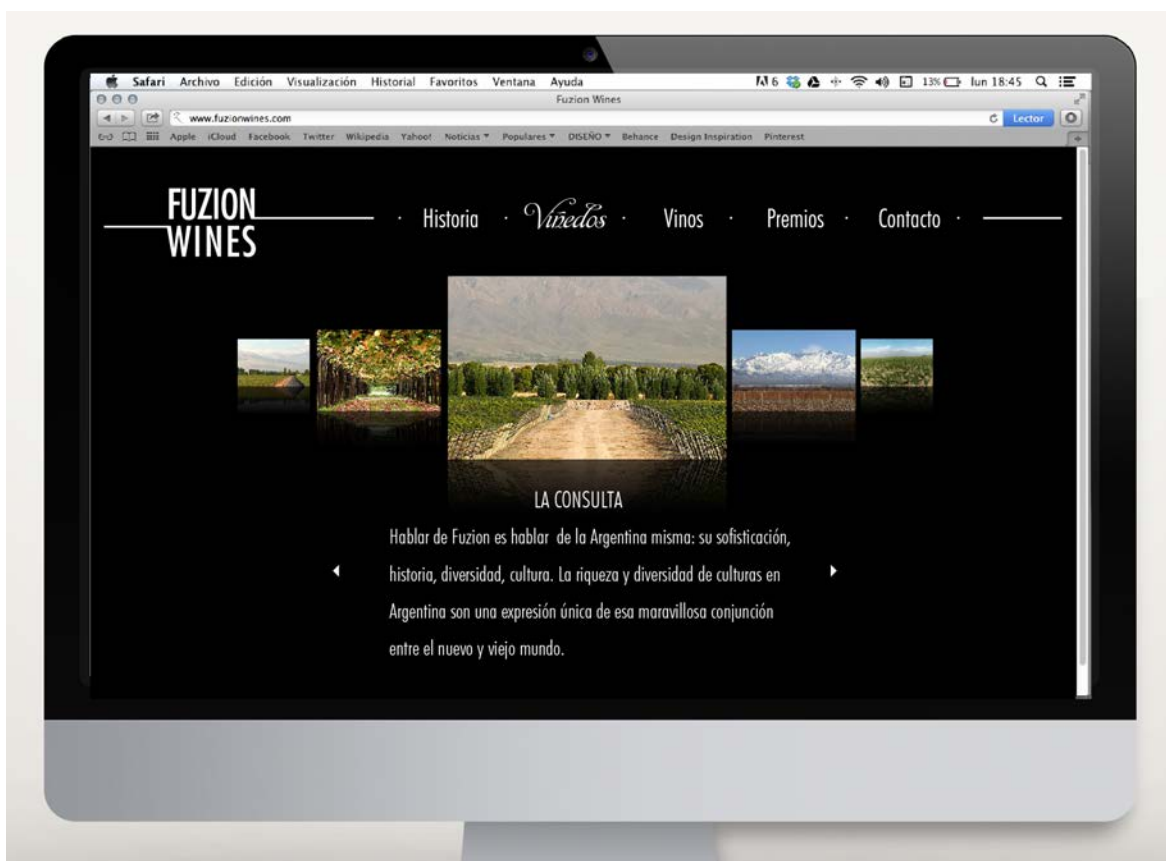 Safari Archivo Edición Visualización Historial Favoritos Ventana Ayuda 6 13% lun 18:45
Fuzion Wines
www.fuzionwines.com Lector
Apple iCloud Facebook Twitter Wikipedia Yahoo! Noticias Populares DISEÑO Behance Design Inspiration Pinterest
FUZION
WINES
· Historia · Viñedos · Vinos · Premios · Contacto ·
LA CONSULTA
Hablar de Fuzion es hablar de la Argentina misma: su sofisticación,
historia, diversidad, cultura. La riqueza y diversidad de culturas en
Argentina son una expresión única de esa maravillosa conjunción
entre el nuevo y viejo mundo.